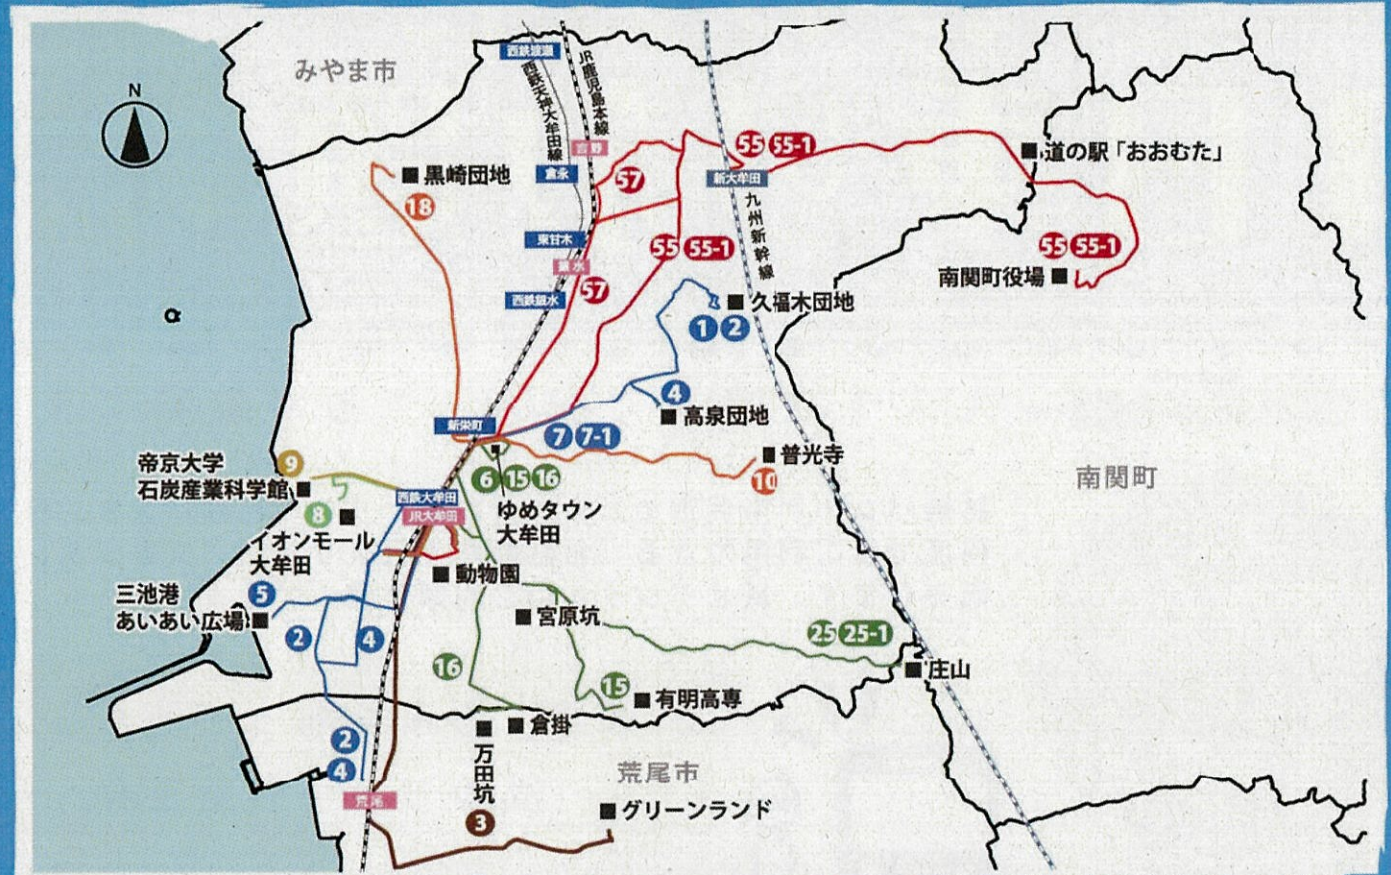 みやま市
N
西鉄渡瀬
西鉄天神大牟田線
JR鹿児島本線
吉野
倉永
東甘木
銀水
西鉄銀水
黒崎団地
18
57
55 55-1
新大牟田
九州新幹線
道の駅「おおむた」
55 55-1
南関町役場
55 55-1
57
久福木団地
1 2
4
高泉団地
新栄町
7 7-1
普光寺
10
南関町
帝京大学
石炭産業科学館
9
8
イオンモール
大牟田
西鉄大牟田
JR大牟田
6 15 16
ゆめタウン
大牟田
三池港
あいあい広場
5
動物園
宮原坑
2
4
16
15
有明高専
25 25-1
庄山
倉掛
万田坑
2
4
荒尾
荒尾市
3
グリーンランド